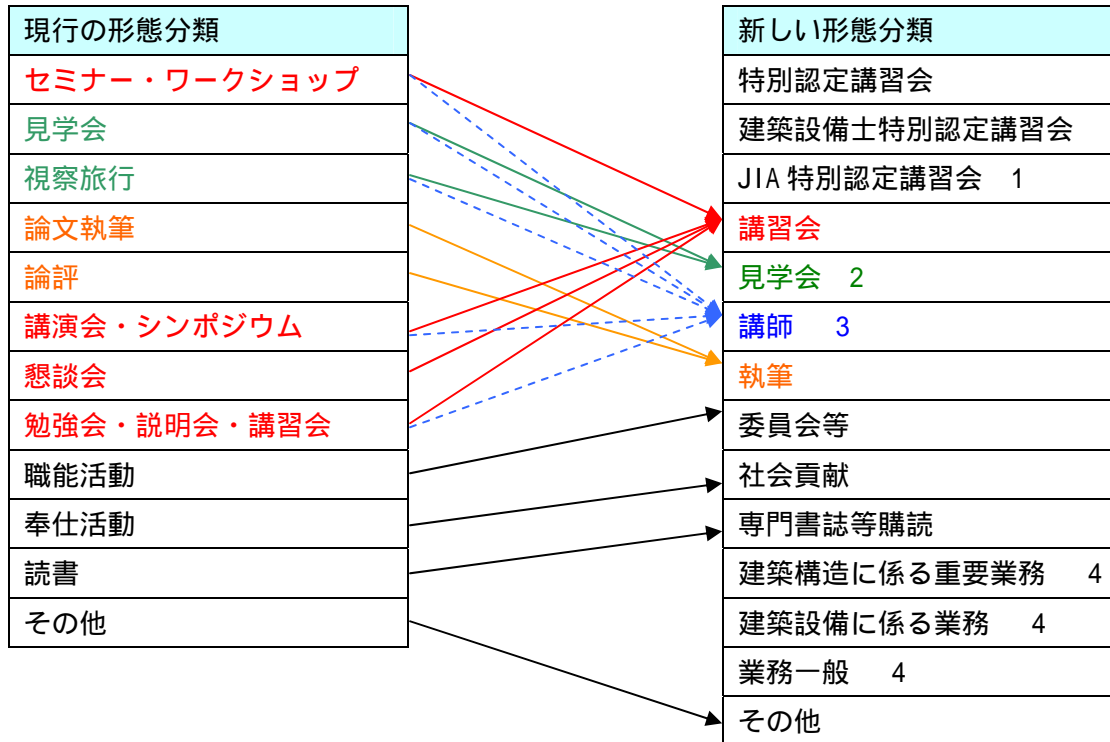 現行の形態分類
セミナー・ワークショップ
見学会
視察旅行
論文執筆
論評
講演会・シンポジウム
懇談会
勉強会・説明会・講習会
職能活動
奉仕活動
読書
その他
新しい形態分類
特別認定講習会
建築設備士特別認定講習会
JIA 特別認定講習会 1
講習会
見学会 2
講師 3
執筆
委員会等
社会貢献
専門書誌等購読
建築構造に係る重要業務 4
建築設備に係る業務 4
業務一般 4
その他